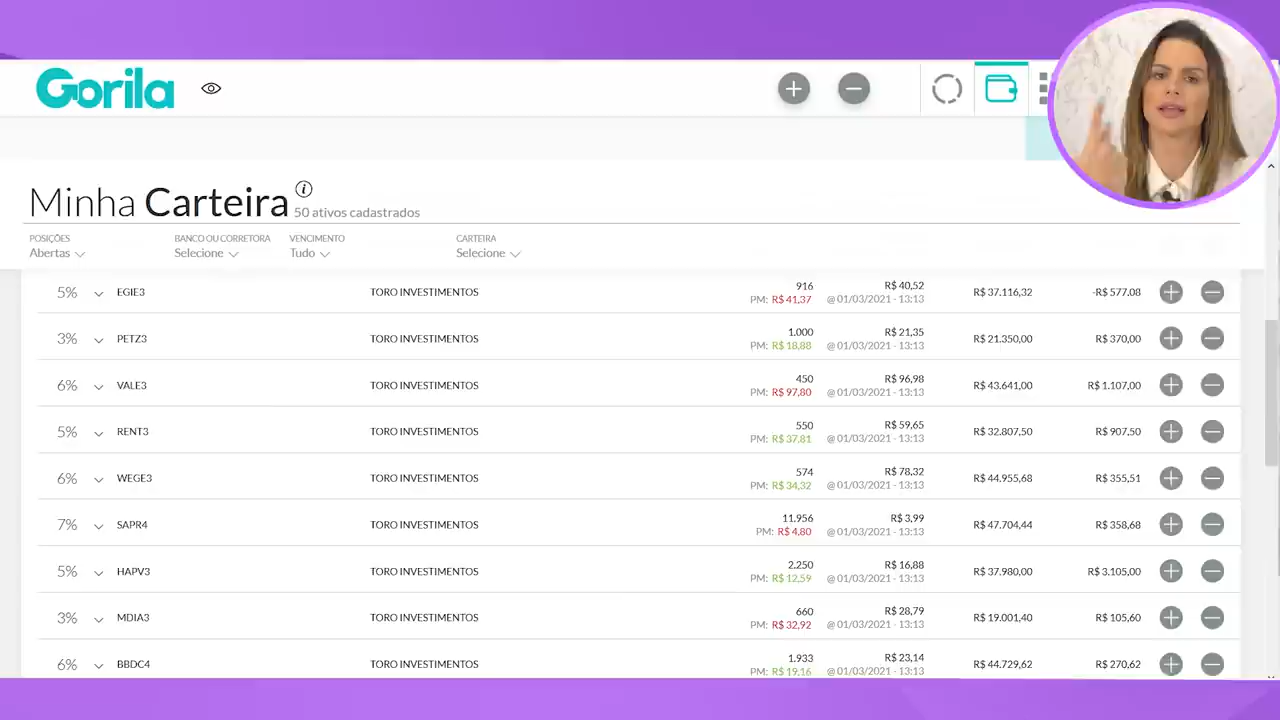 Gorila
Minha Carteira i 50 ativos cadastrados
POSIÇÕES BANCO OU CORRETORA VENCIMENTO CARTEIRA
Abertas Selecione Tudo Selecione
5% EGIE3 TORO INVESTIMENTOS 916 R$ 40,52 R$ 37.116,32 -R$ 577,08
PM: R$ 41,37 @ 01/03/2021 - 13:13
3% PETZ3 TORO INVESTIMENTOS 1.000 R$ 21,35 R$ 21.350,00 R$ 370,00
PM: R$ 18,88 @ 01/03/2021 - 13:13
6% VALE3 TORO INVESTIMENTOS 450 R$ 96,98 R$ 43.641,00 R$ 1.107,00
PM: R$ 97,80 @ 01/03/2021 - 13:13
5% RENT3 TORO INVESTIMENTOS 550 R$ 59,65 R$ 32.807,50 R$ 907,50
PM: R$ 37,81 @ 01/03/2021 - 13:13
6% WEGE3 TORO INVESTIMENTOS 574 R$ 78,32 R$ 44.955,68 R$ 355,51
PM: R$ 34,32 @ 01/03/2021 - 13:13
7% SAPR4 TORO INVESTIMENTOS 11.956 R$ 3,99 R$ 47.704,44 R$ 358,68
PM: R$ 4,80 @ 01/03/2021 - 13:13
5% HAPV3 TORO INVESTIMENTOS 2.250 R$ 16,88 R$ 37.980,00 R$ 3.105,00
PM: R$ 12,59 @ 01/03/2021 - 13:13
3% MDIA3 TORO INVESTIMENTOS 660 R$ 28,79 R$ 19.001,40 R$ 105,60
PM: R$ 32,92 @ 01/03/2021 - 13:13
6% BBDC4 TORO INVESTIMENTOS 1.933 R$ 23,14 R$ 44.729,62 R$ 270,62
PM: R$ 19,16 @ 01/03/2021 - 13:13